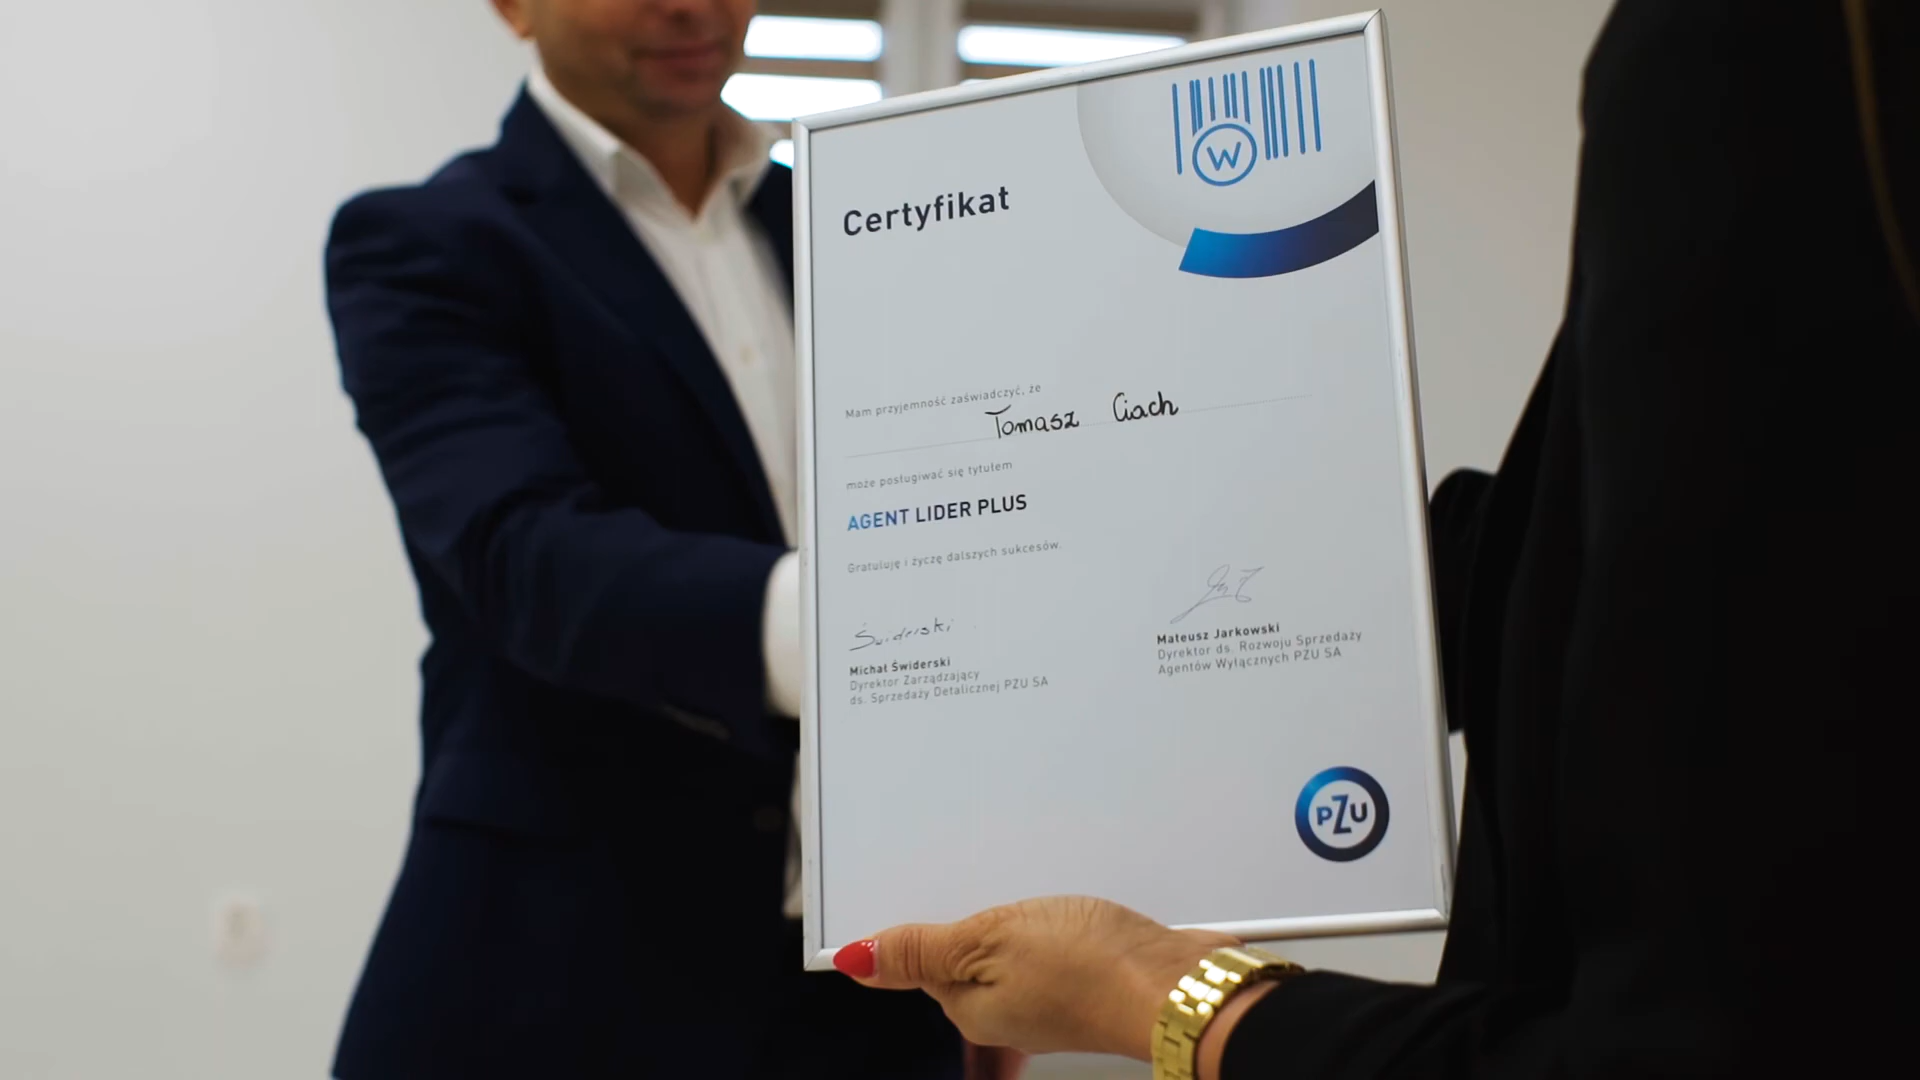 W
Certyfikat
Mam przyjemność zaświadczyć, że
Tomasz Ciach
może posługiwać się tytułem
AGENT LIDER PLUS
Gratuluję i życzę dalszych sukcesów.
Świderski
Michał Świderski
Dyrektor Zarządzający
ds. Sprzedaży Detalicznej PZU SA
Mateusz Jarkowski
Dyrektor ds. Rozwoju Sprzedaży
Agentów Wyłącznych PZU SA
PZU